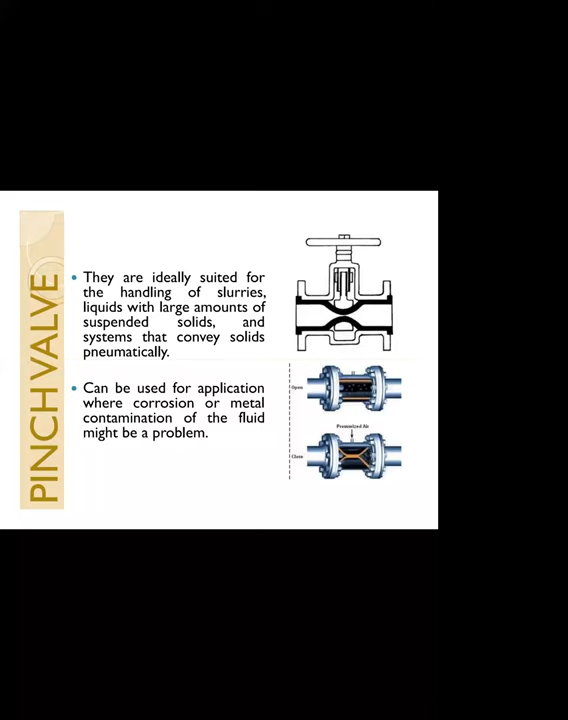 PINCH VALVE
They are ideally suited for
the handling of slurries,
liquids with large amounts of
suspended solids, and
systems that convey solids
pneumatically.
Can be used for application
where corrosion or metal
contamination of the fluid
might be a problem.
Open
Pressurized Air
Close